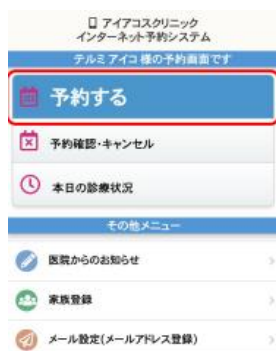 アイアコスクリニック
インターネット予約システム
テルミアイコ 様の予約画面です
予約する
予約確認・キャンセル
本日の診療状況
その他メニュー
医院からのお知らせ
家族登録
メール設定(メールアドレス登録)